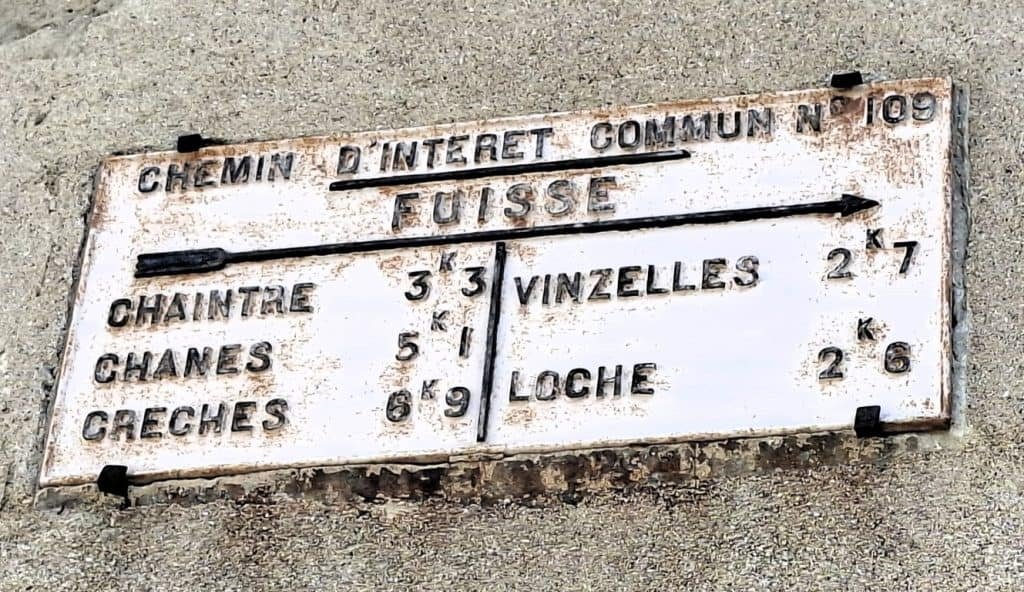 CHEMIN D'INTERET COMMUN N° 109
FUISSE
CHAINTRE 3K3
CHANES 5K1
CRECHES 6K9
VINZELLES 2K7
LOCHE 2K6